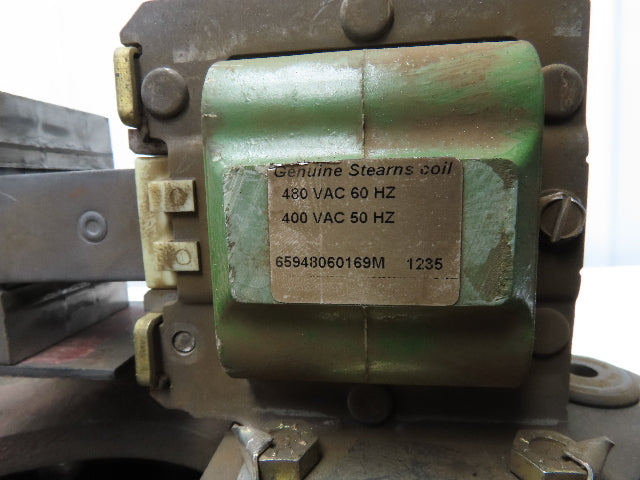 Genuine Stearns coil
480 VAC 60 HZ
400 VAC 50 HZ
65948060169M 1235